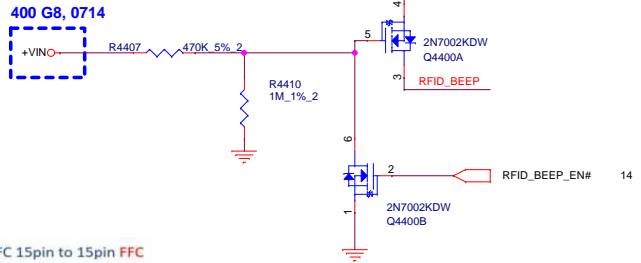 400 G8, 0714
4
+VIN
R4407
470K_5%_2
5
2N7002KDW
Q4400A
3
RFID_BEEP
R4410
1M_1%_2
6
2
RFID_BEEP_EN#
14
1
2N7002KDW
Q4400B
FC 15pin to 15pin FFC